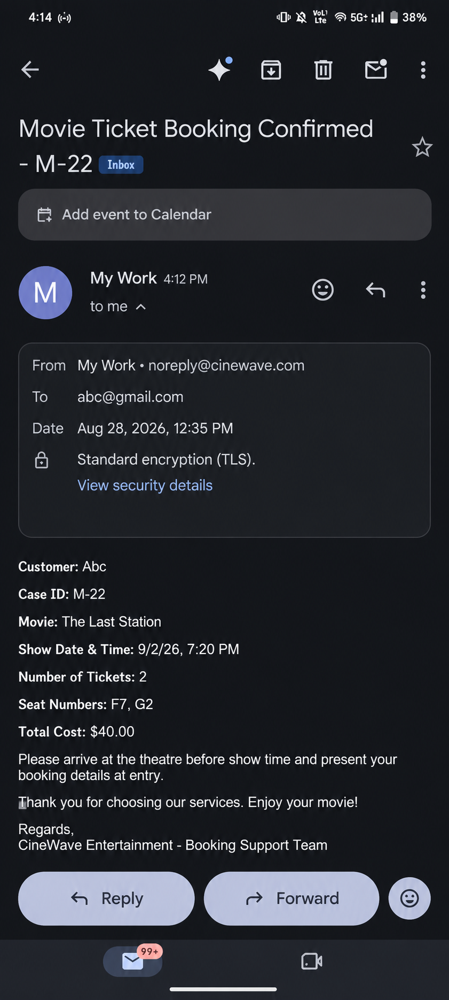 4:14 VoLTE 5G+ 38%
Movie Ticket Booking Confirmed
- M-22 Inbox
Add event to Calendar
M My Work 4:12 PM
to me
From My Work • noreply@cinewave.com
To abc@gmail.com
Date Aug 28, 2026, 12:35 PM
Standard encryption (TLS).
View security details
Customer: Abc
Case ID: M-22
Movie: The Last Station
Show Date & Time: 9/2/26, 7:20 PM
Number of Tickets: 2
Seat Numbers: F7, G2
Total Cost: $40.00
Please arrive at the theatre before show time and present your
booking details at entry.
Thank you for choosing our services. Enjoy your movie!
Regards,
CineWave Entertainment - Booking Support Team
Reply Forward
99+